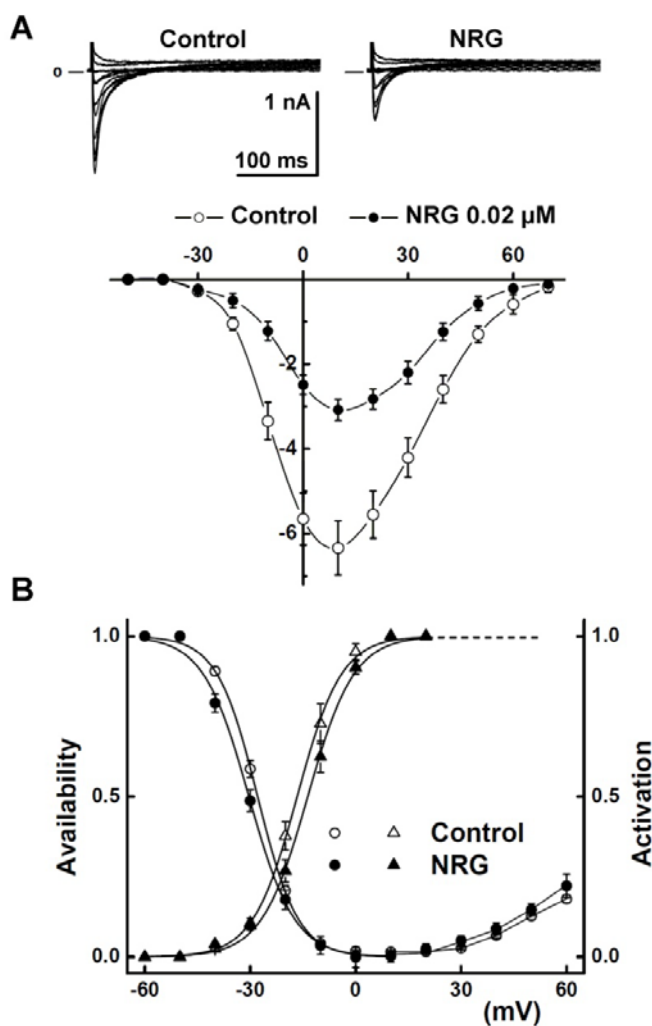 A
Control NRG
0
1 nA
100 ms
Control NRG 0.02 µM
-30 0 30 60
-2
-4
-6
B
1.0 1.0
Availability
Activation
0.5 0.5
Control
NRG
0.0 0.0
-60 -30 0 30 60
(mV)